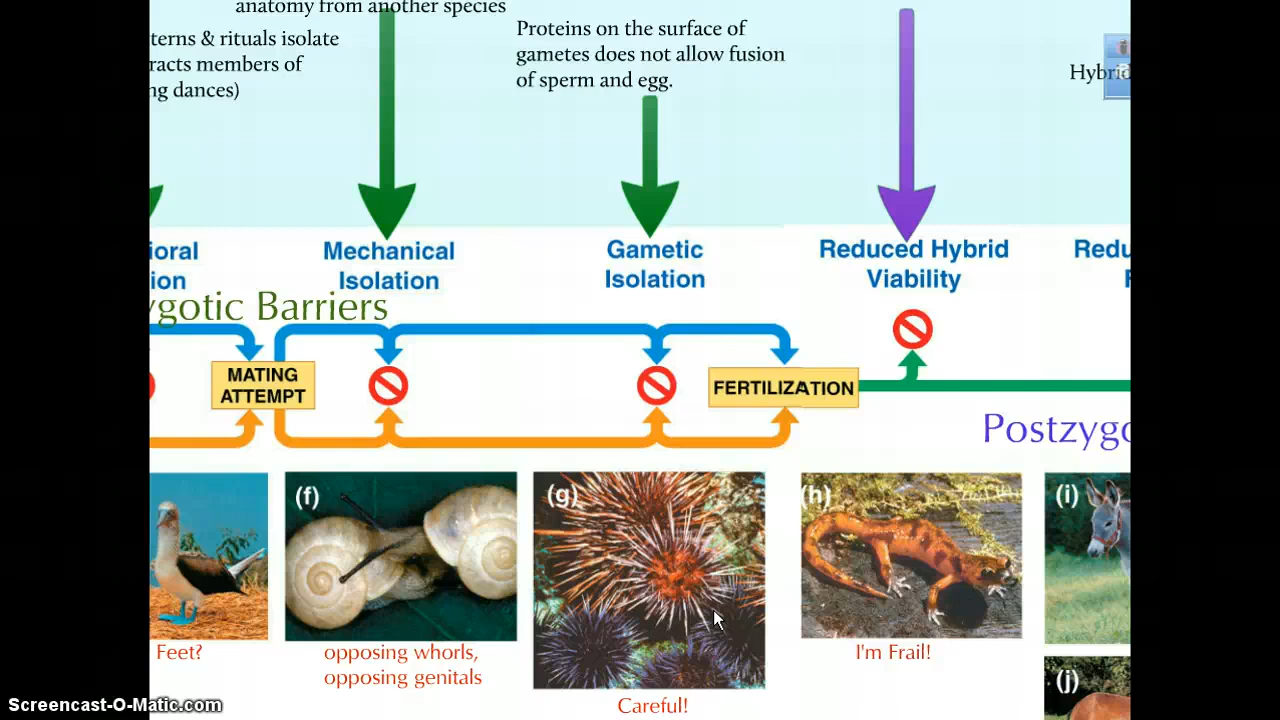 anatomy from another species
terns & rituals isolate
racts members of
ng dances)
Proteins on the surface of
gametes does not allow fusion
of sperm and egg.
Hybrid
ioral
ion
Mechanical
Isolation
Gametic
Isolation
Reduced Hybrid
Viability
Redu
F
ygotic Barriers
MATING
ATTEMPT
FERTILIZATION
Postzygo
(f)
(g)
(h)
(i)
(j)
Feet?
opposing whorls,
opposing genitals
Careful!
I'm Frail!
Screencast-O-Matic.com